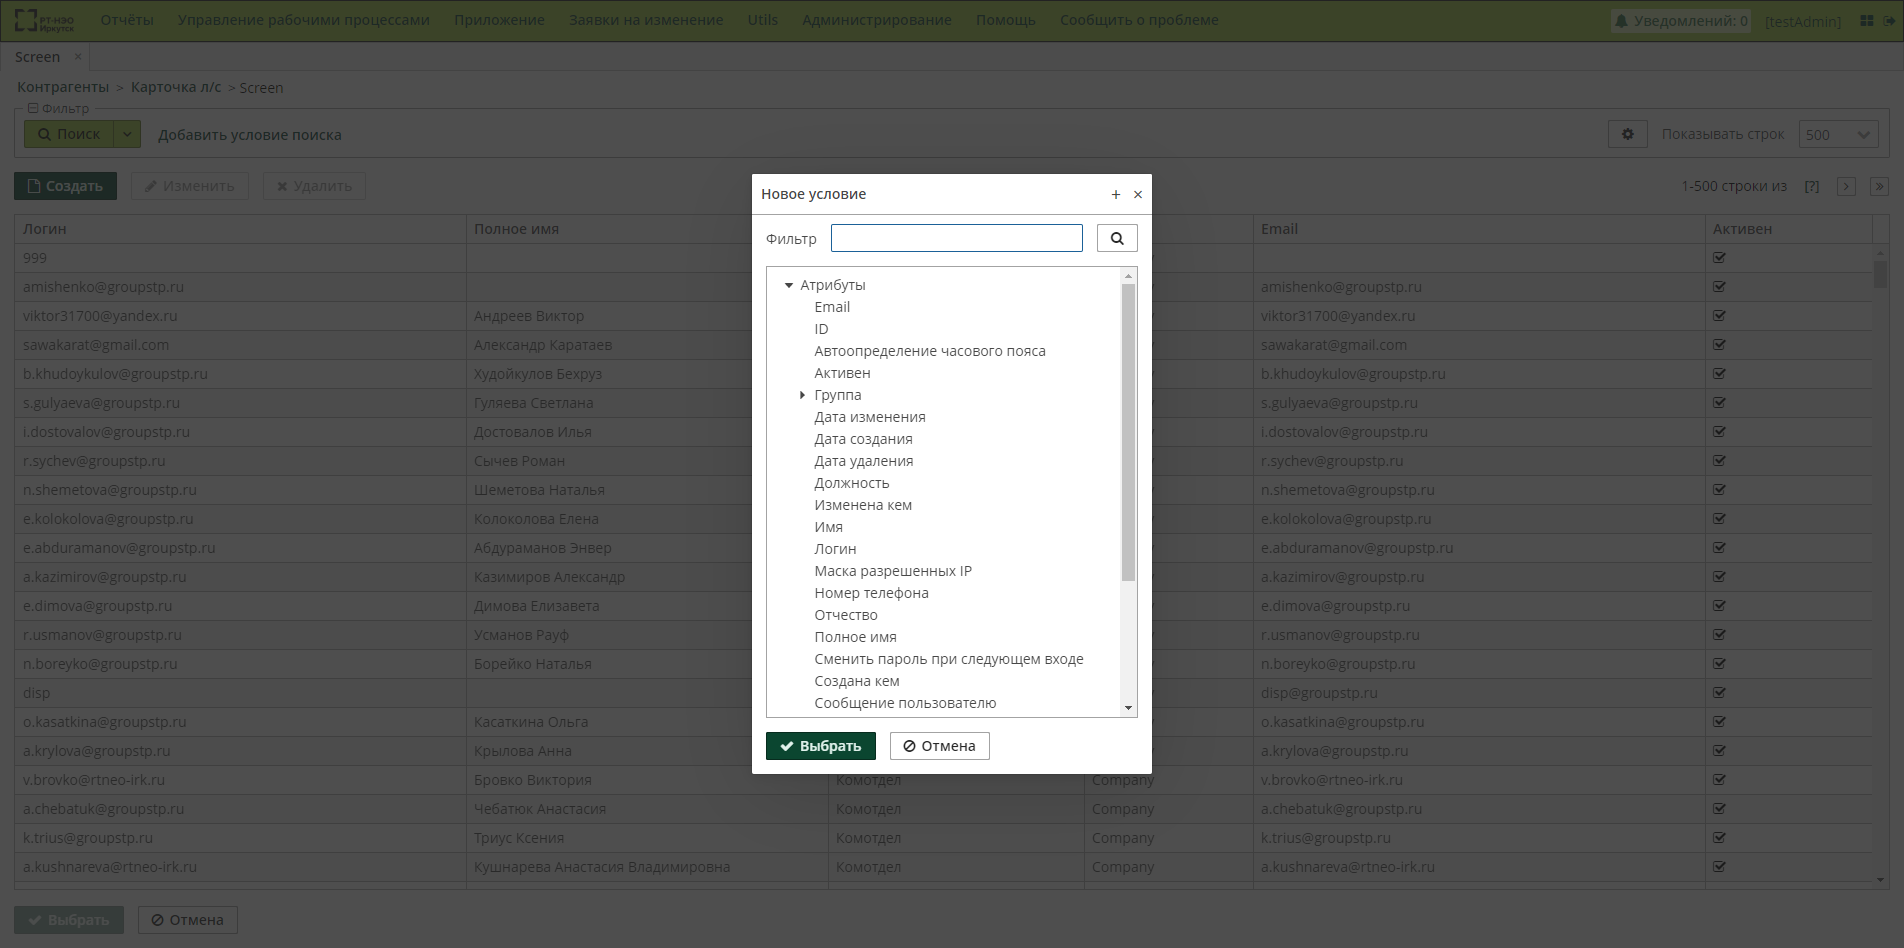 РТ-НЭО Иркутск Отчёты Управление рабочими процессами Приложение Заявки на изменение Utils Администрирование Помощь Сообщить о проблеме Уведомлений: 0 [testAdmin]
Screen ×
Контрагенты > Карточка л/с > Screen
Фильтр
Поиск Добавить условие поиска Показывать строк 500
Создать Изменить Удалить 1-500 строки из [?]
Логин Полное имя Email Активен
999
amishenko@groupstp.ru amishenko@groupstp.ru
viktor31700@yandex.ru Андреев Виктор viktor31700@yandex.ru
sawakarat@gmail.com Александр Каратаев sawakarat@gmail.com
b.khudoykulov@groupstp.ru Худойкулов Бехруз b.khudoykulov@groupstp.ru
s.gulyaeva@groupstp.ru Гуляева Светлана s.gulyaeva@groupstp.ru
i.dostovalov@groupstp.ru Достовалов Илья i.dostovalov@groupstp.ru
r.sychev@groupstp.ru Сычев Роман r.sychev@groupstp.ru
n.shemetova@groupstp.ru Шеметова Наталья n.shemetova@groupstp.ru
e.kolokolova@groupstp.ru Колоколова Елена e.kolokolova@groupstp.ru
e.abduramanov@groupstp.ru Абдураманов Энвер e.abduramanov@groupstp.ru
a.kazimirov@groupstp.ru Казимиров Александр a.kazimirov@groupstp.ru
e.dimova@groupstp.ru Димова Елизавета e.dimova@groupstp.ru
r.usmanov@groupstp.ru Усманов Рауф r.usmanov@groupstp.ru
n.boreyko@groupstp.ru Борейко Наталья n.boreyko@groupstp.ru
disp disp@groupstp.ru
o.kasatkina@groupstp.ru Касаткина Ольга o.kasatkina@groupstp.ru
a.krylova@groupstp.ru Крылова Анна a.krylova@groupstp.ru
v.brovko@rtneo-irk.ru Бровко Виктория Комотдел Company v.brovko@rtneo-irk.ru
a.chebatuk@groupstp.ru Чебатюк Анастасия Комотдел Company a.chebatuk@groupstp.ru
k.trius@groupstp.ru Триус Ксения Комотдел Company k.trius@groupstp.ru
a.kushnareva@rtneo-irk.ru Кушнарева Анастасия Владимировна Комотдел Company a.kushnareva@rtneo-irk.ru
Выбрать Отмена
Новое условие + ×
Фильтр
Атрибуты
Email
ID
Автоопределение часового пояса
Активен
Группа
Дата изменения
Дата создания
Дата удаления
Должность
Изменена кем
Имя
Логин
Маска разрешенных IP
Номер телефона
Отчество
Полное имя
Сменить пароль при следующем входе
Создана кем
Сообщение пользователю
Выбрать Отмена